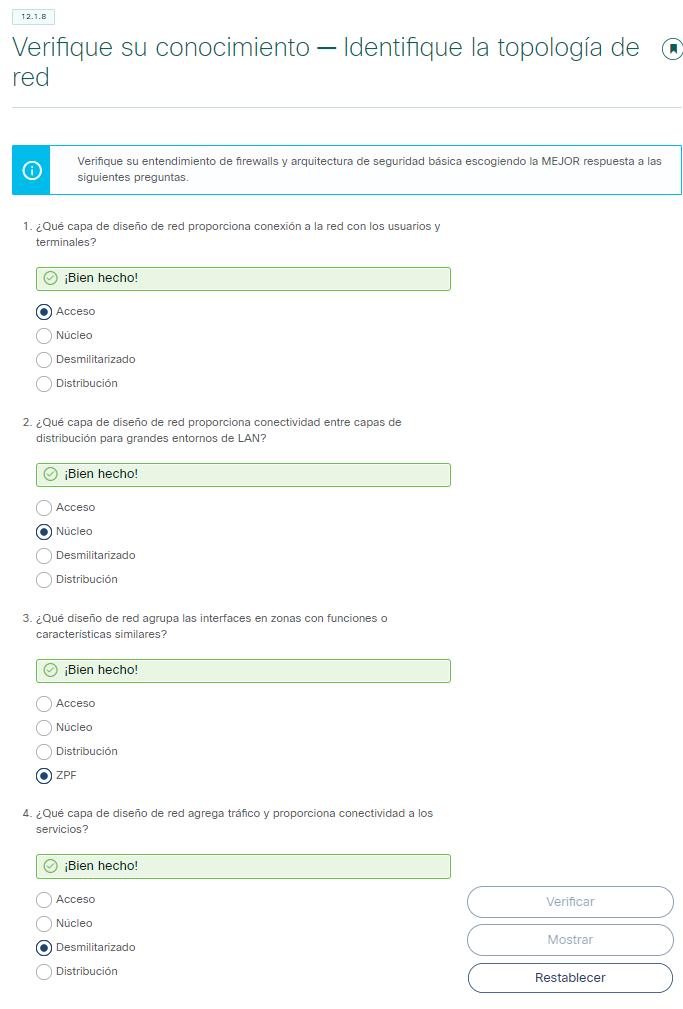 12.1.8
Verifique su conocimiento — Identifique la topología de
red
Verifique su entendimiento de firewalls y arquitectura de seguridad básica escogiendo la MEJOR respuesta a las
siguientes preguntas.
1. ¿Qué capa de diseño de red proporciona conexión a la red con los usuarios y
terminales?
¡Bien hecho!
Acceso
Núcleo
Desmilitarizado
Distribución
2. ¿Qué capa de diseño de red proporciona conectividad entre capas de
distribución para grandes entornos de LAN?
¡Bien hecho!
Acceso
Núcleo
Desmilitarizado
Distribución
3. ¿Qué diseño de red agrupa las interfaces en zonas con funciones o
características similares?
¡Bien hecho!
Acceso
Núcleo
Distribución
ZPF
4. ¿Qué capa de diseño de red agrega tráfico y proporciona conectividad a los
servicios?
¡Bien hecho!
Acceso
Núcleo
Desmilitarizado
Distribución
Verificar
Mostrar
Restablecer